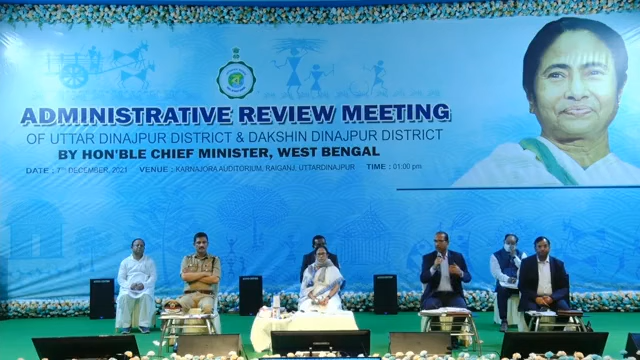 ADMINISTRATIVE REVIEW MEETING
OF UTTAR DINAJPUR DISTRICT & DAKSHIN DINAJPUR DISTRICT
BY HON'BLE CHIEF MINISTER, WEST BENGAL
DATE : 7TH DECEMBER, 2021 VENUE : KARNAJORA AUDITORIUM, RAIGANJ, UTTARDINAJPUR TIME : 01:00 pm.